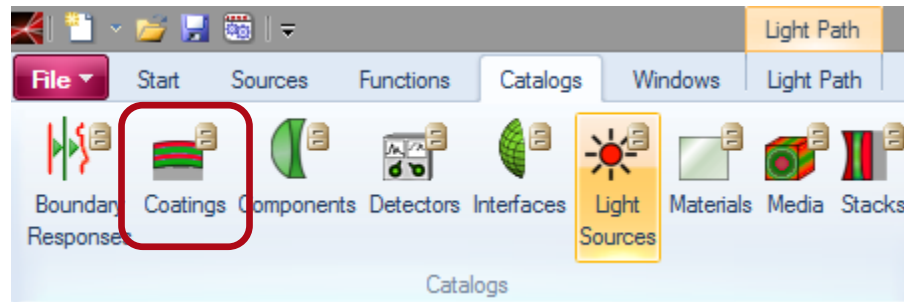 Light Path
File Start Sources Functions Catalogs Windows Light Path
Boundary Coatings Components Detectors Interfaces Light Materials Media Stacks
Responses Sources
Catalogs